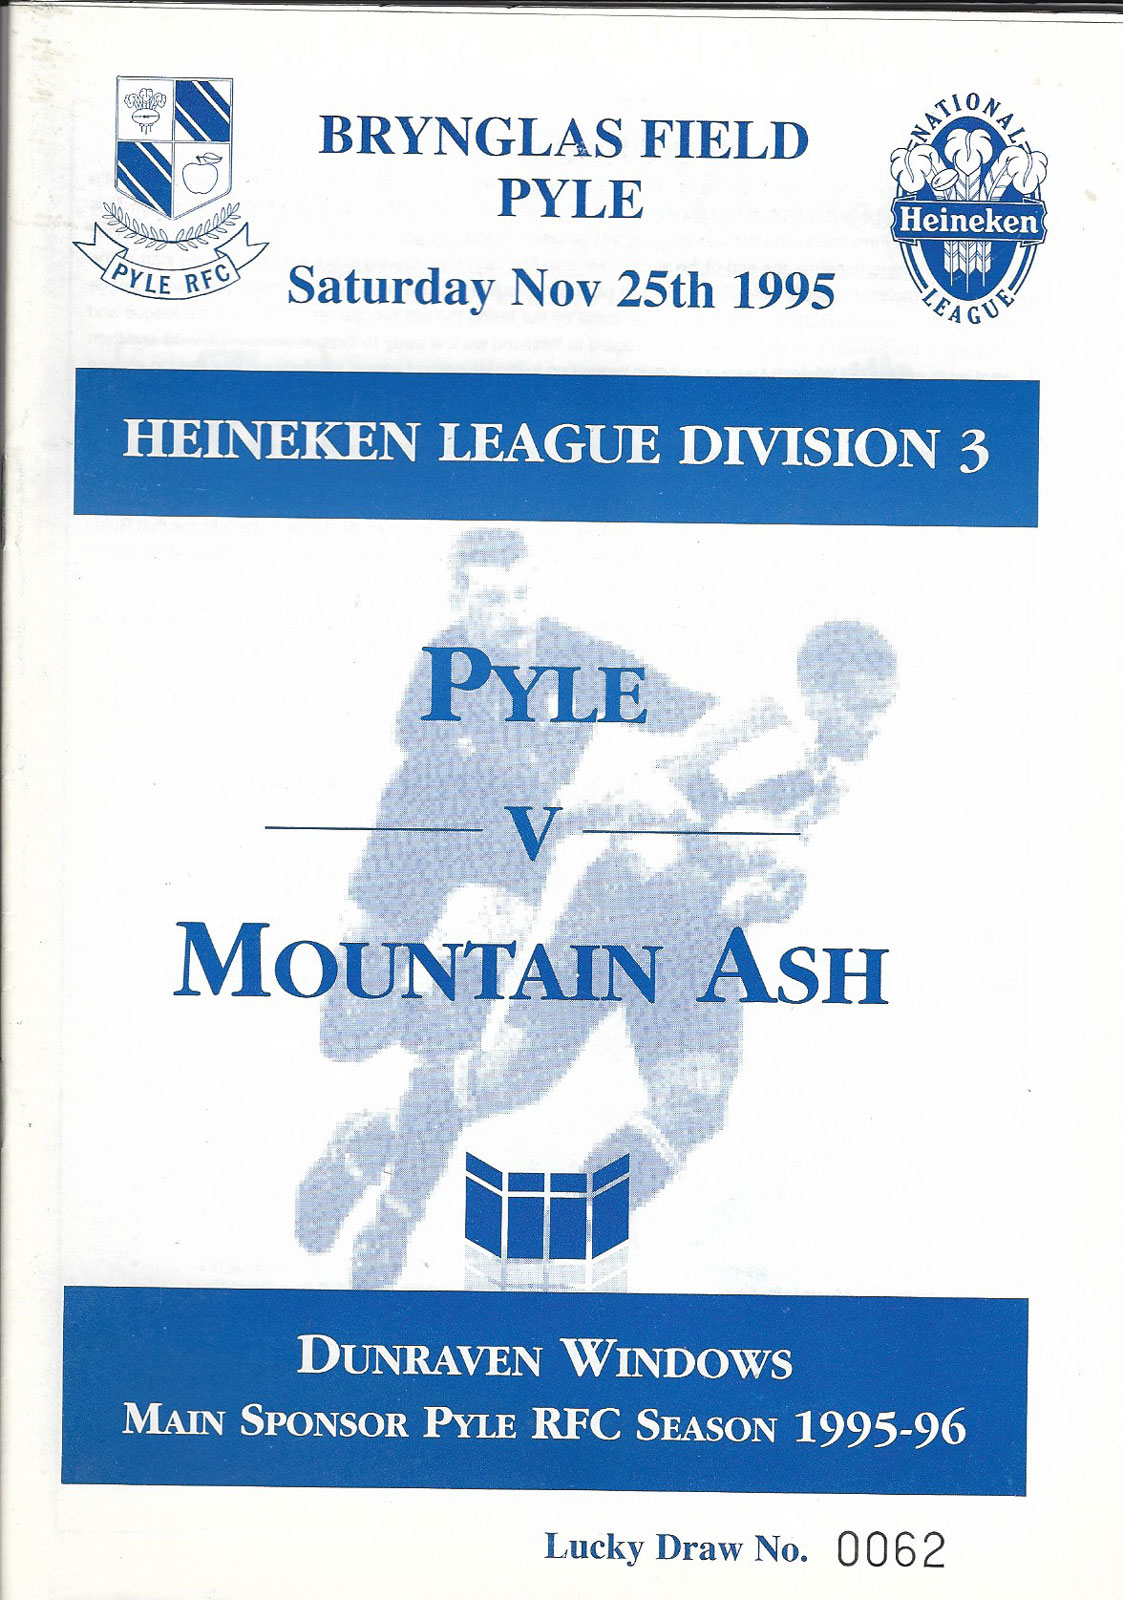 BRYNGLAS FIELD
PYLE
Saturday Nov 25th 1995
PYLE RFC
NATIONAL
Heineken
LEAGUE
HEINEKEN LEAGUE DIVISION 3
PYLE
V
MOUNTAIN ASH
DUNRAVEN WINDOWS
MAIN SPONSOR PYLE RFC SEASON 1995-96
Lucky Draw No. 0062